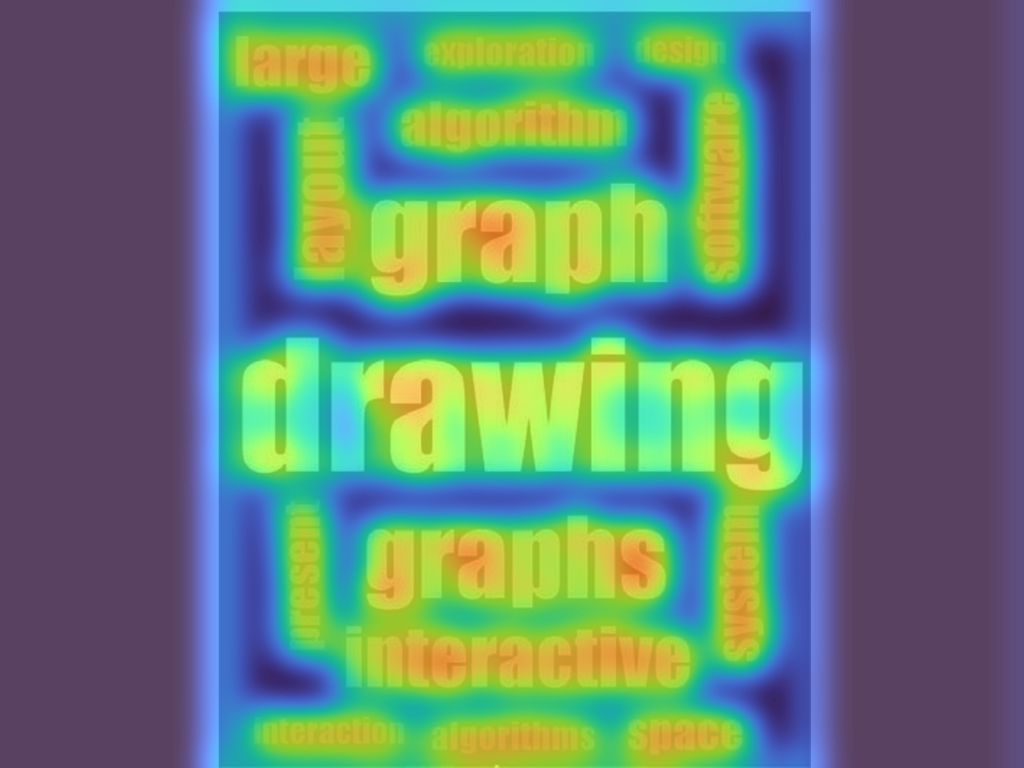 large exploration design
algorithm
layout
software
graph
drawing
present
graphs
system
interactive
interaction algorithms space